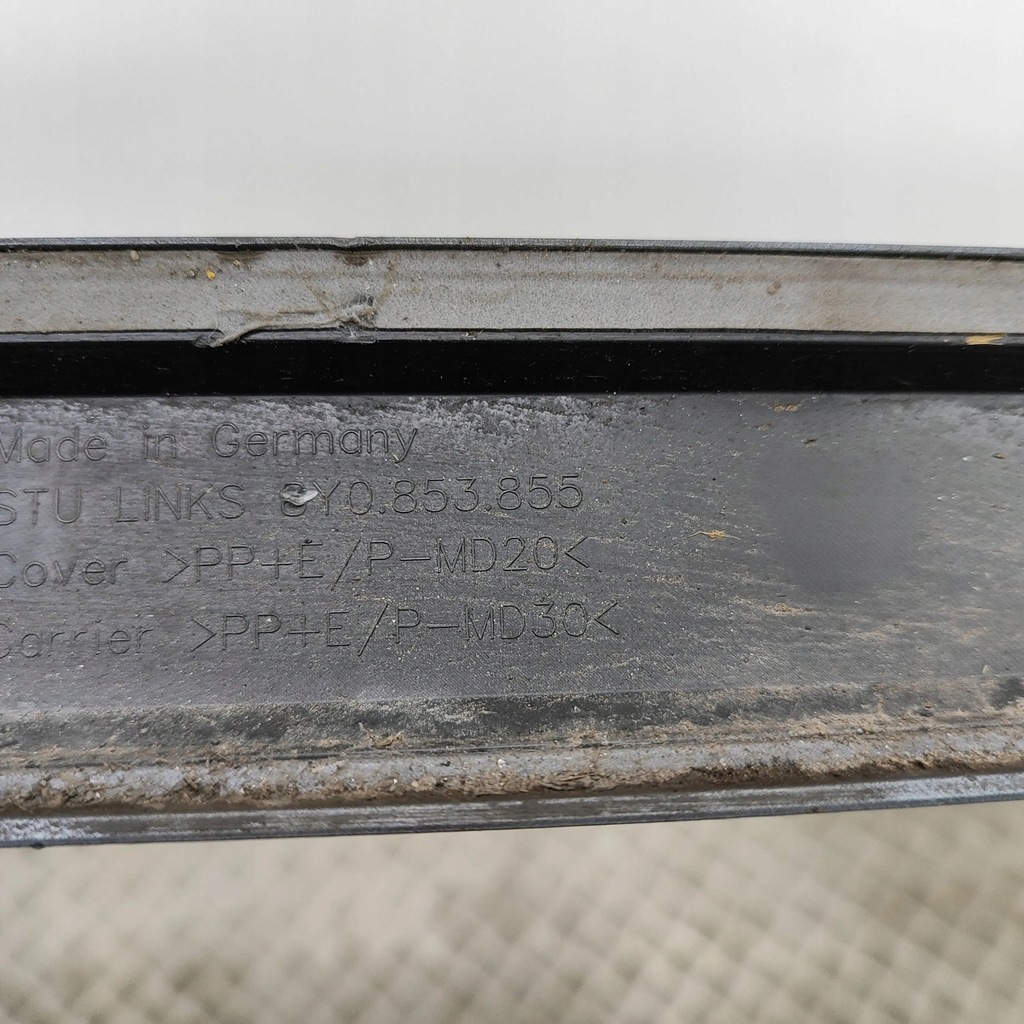 Made in Germany
STU LINKS 8Y0.853.855
Cover >PP+E/P-MD20<
Carrier >PP+E/P-MD30<